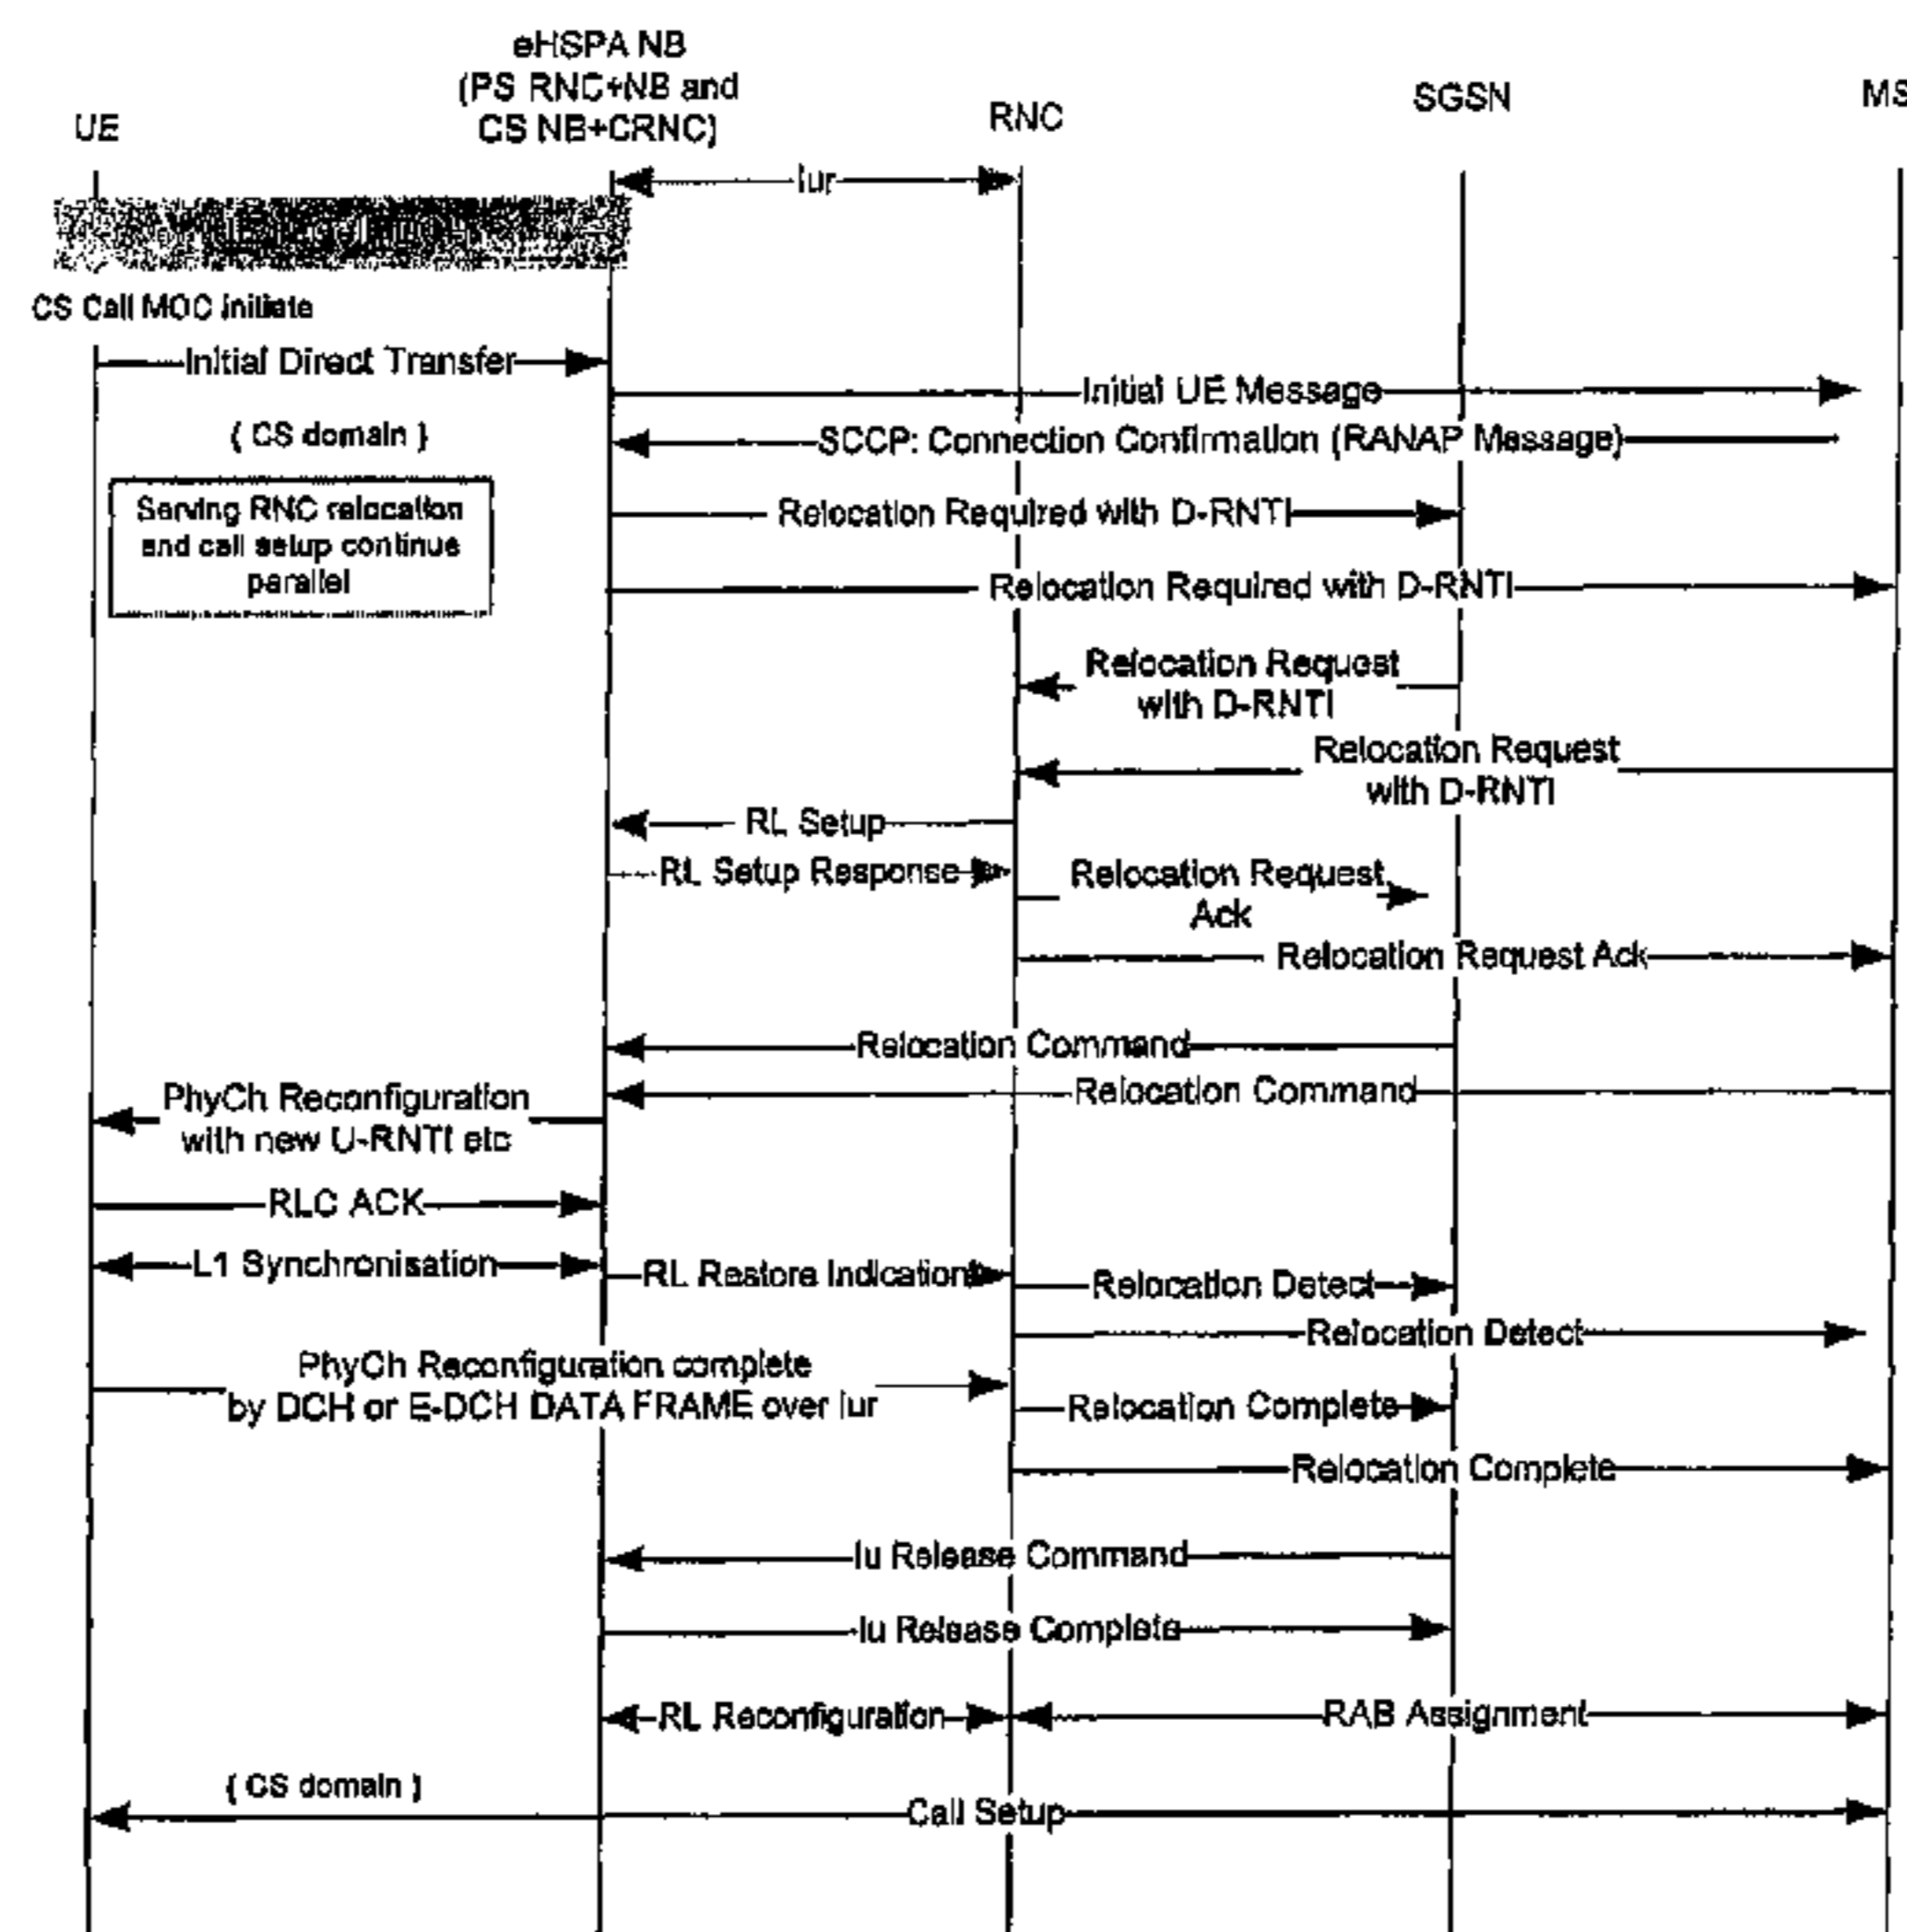 eHSPA NB
(PS RNC+NB and
CS NB+CRNC)
UE
RNC
SGSN
MS
Iur
CS Call MOC initiate
Initial Direct Transfer
Initial UE Message
( CS domain )
SCCP: Connection Confirmation (RANAP Message)
Serving RNC relocation
and call setup continue
parallel
Relocation Required with D-RNTI
Relocation Required with D-RNTI
Relocation Request
with D-RNTI
Relocation Request
with D-RNTI
RL Setup
RL Setup Response
Relocation Request
Ack
Relocation Request Ack
Relocation Command
Relocation Command
PhyCh Reconfiguration
with new U-RNTI etc
RLC ACK
L1 Synchronisation
RL Restore Indication
Relocation Detect
Relocation Detect
PhyCh Reconfiguration complete
by DCH or E-DCH DATA FRAME over Iur
Relocation Complete
Relocation Complete
Iu Release Command
Iu Release Complete
RL Reconfiguration
RAB Assignment
( CS domain )
Call Setup